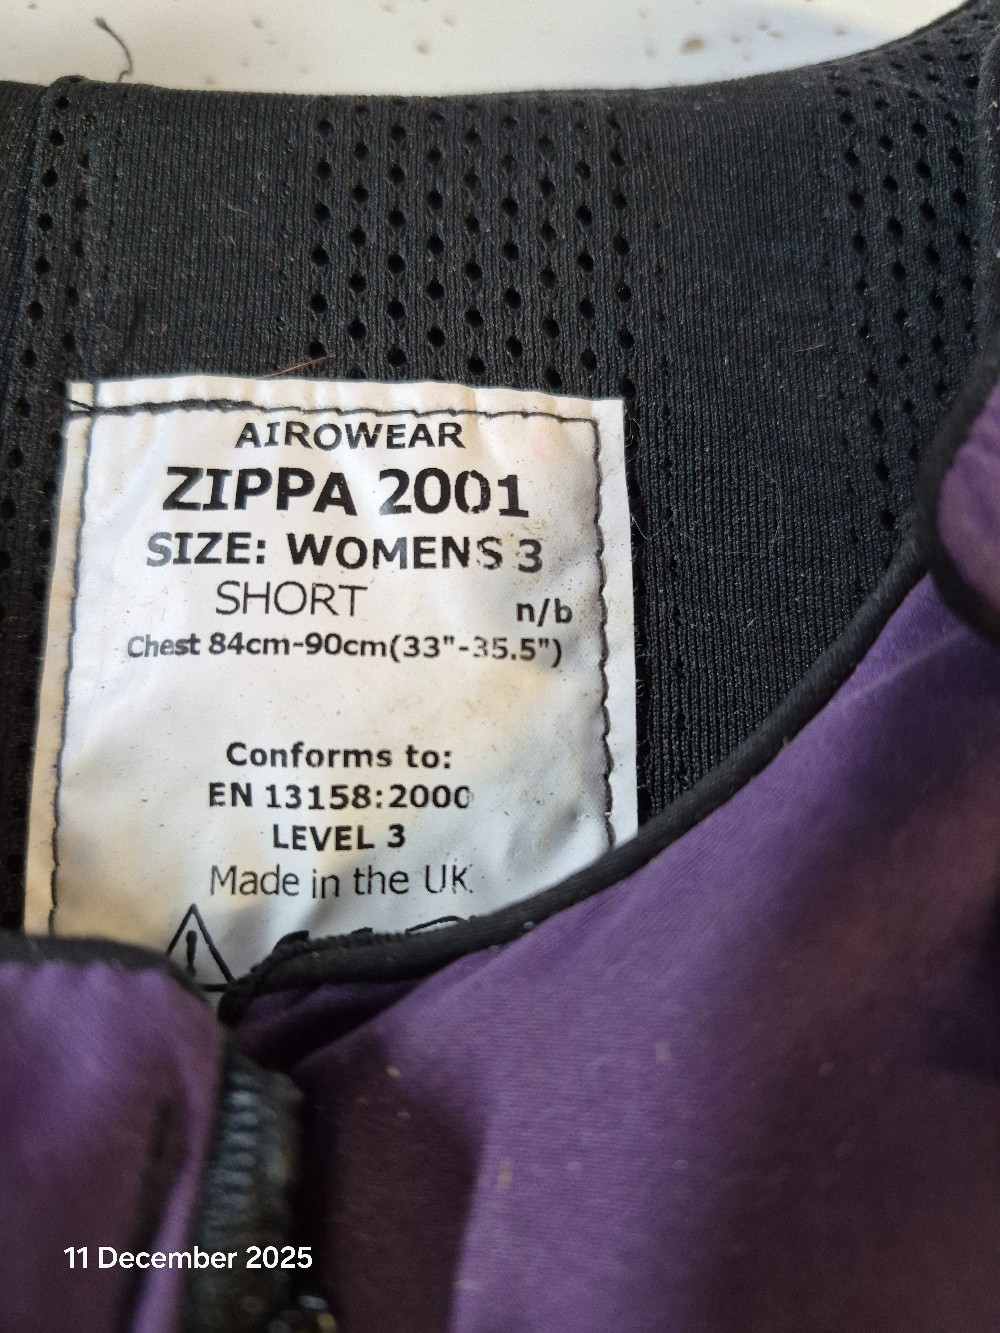 AIROWEAR
ZIPPA 2001
SIZE: WOMENS 3
SHORT
n/b
Chest 84cm-90cm(33"-35.5")
Conforms to:
EN 13158:2000
LEVEL 3
Made in the UK
11 December 2025